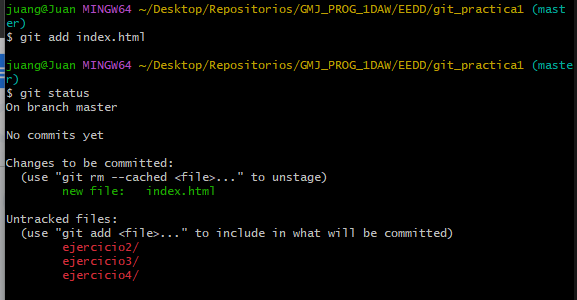 juang@Juan MINGW64 ~/Desktop/Repositorios/GMJ_PROG_1DAW/EEDD/git_practica1 (mast
er)
$ git add index.html
juang@Juan MINGW64 ~/Desktop/Repositorios/GMJ_PROG_1DAW/EEDD/git_practica1 (maste
r)
$ git status
On branch master
No commits yet
Changes to be committed:
  (use "git rm --cached <file>..." to unstage)
        new file:   index.html
Untracked files:
  (use "git add <file>..." to include in what will be committed)
        ejercicio2/
        ejercicio3/
        ejercicio4/